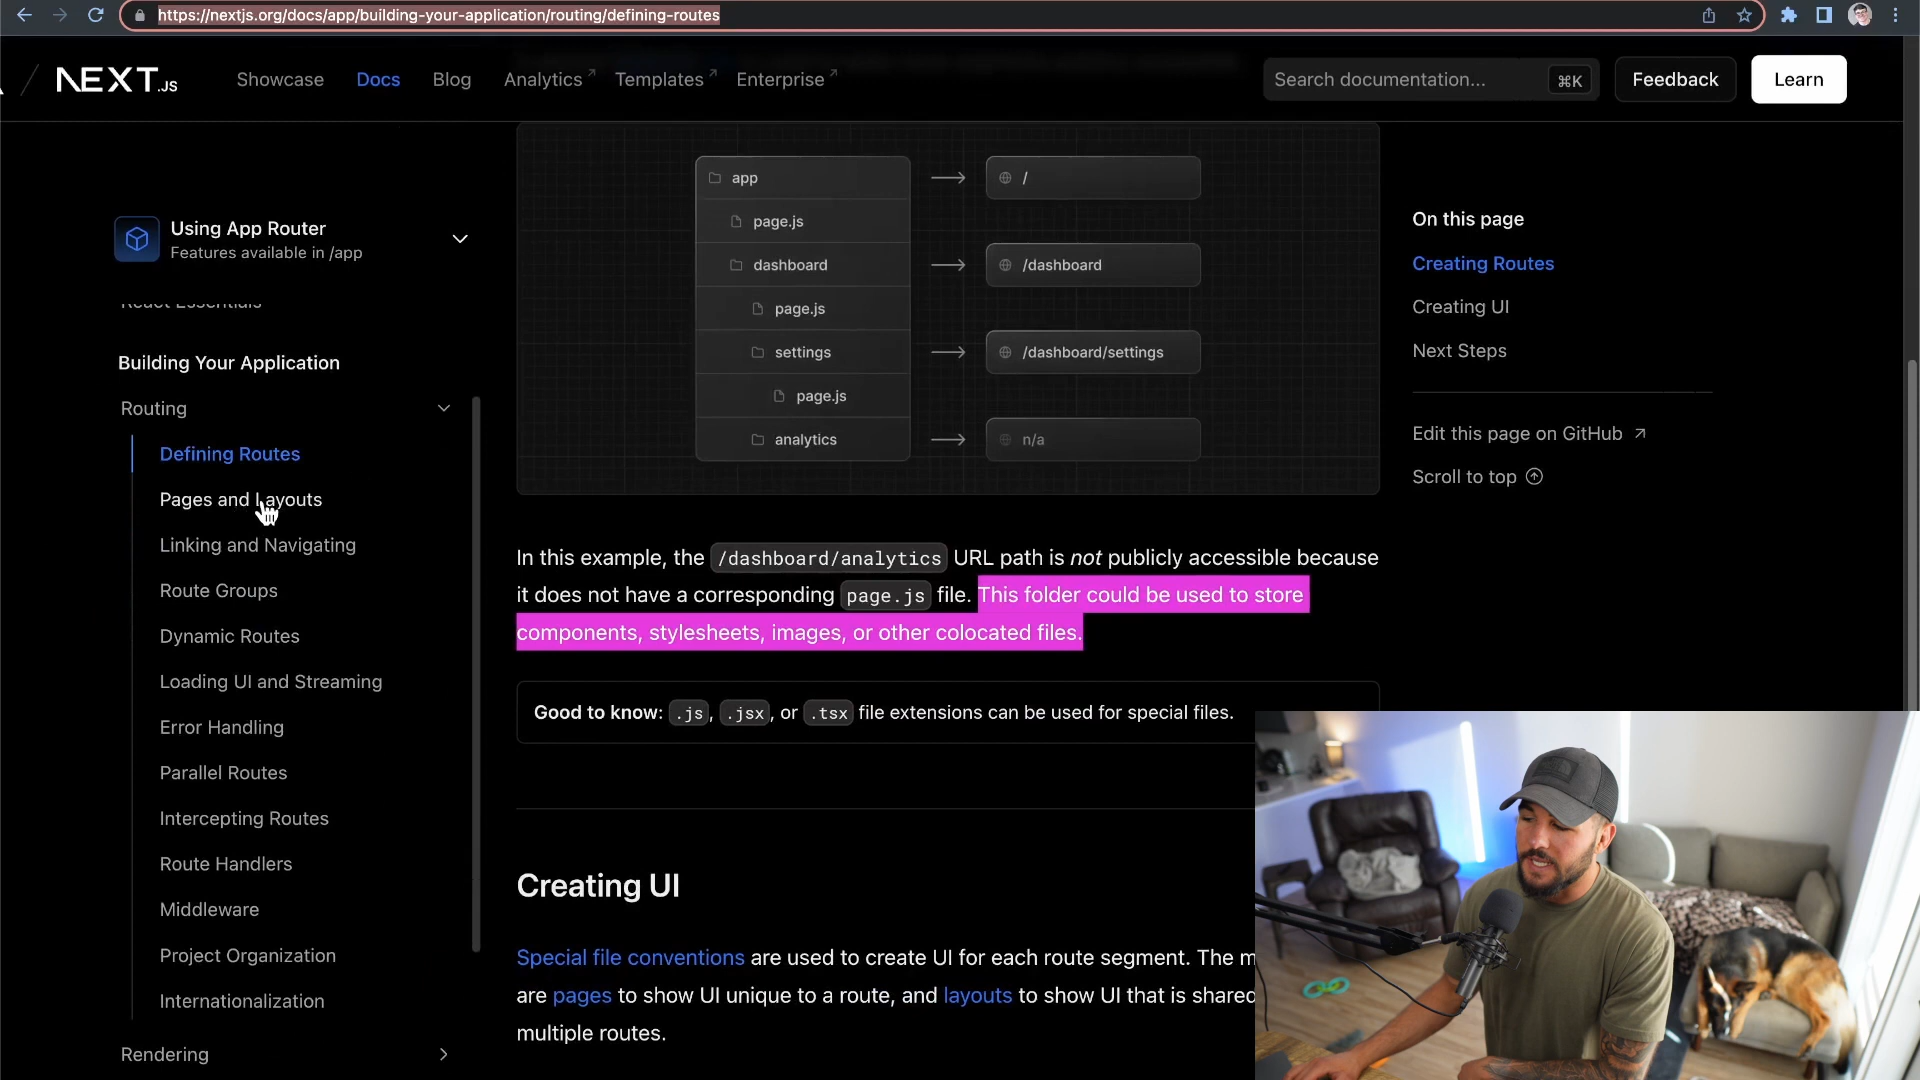 https://nextjs.org/docs/app/building-your-application/routing/defining-routes
NEXT.JS
Showcase
Docs
Blog
Analytics
Templates
Enterprise
Search documentation...
⌘K
Feedback
Learn
Using App Router
Features available in /app
React Essentials
Building Your Application
Routing
Defining Routes
Pages and Layouts
Linking and Navigating
Route Groups
Dynamic Routes
Loading UI and Streaming
Error Handling
Parallel Routes
Intercepting Routes
Route Handlers
Middleware
Project Organization
Internationalization
Rendering
app
/
page.js
dashboard
/dashboard
page.js
settings
/dashboard/settings
page.js
analytics
n/a
In this example, the /dashboard/analytics URL path is not publicly accessible because
it does not have a corresponding page.js file. This folder could be used to store
components, stylesheets, images, or other colocated files.
Good to know: .js, .jsx, or .tsx file extensions can be used for special files.
Creating UI
Special file conventions are used to create UI for each route segment. The m
are pages to show UI unique to a route, and layouts to show UI that is shared
multiple routes.
On this page
Creating Routes
Creating UI
Next Steps
Edit this page on GitHub
Scroll to top